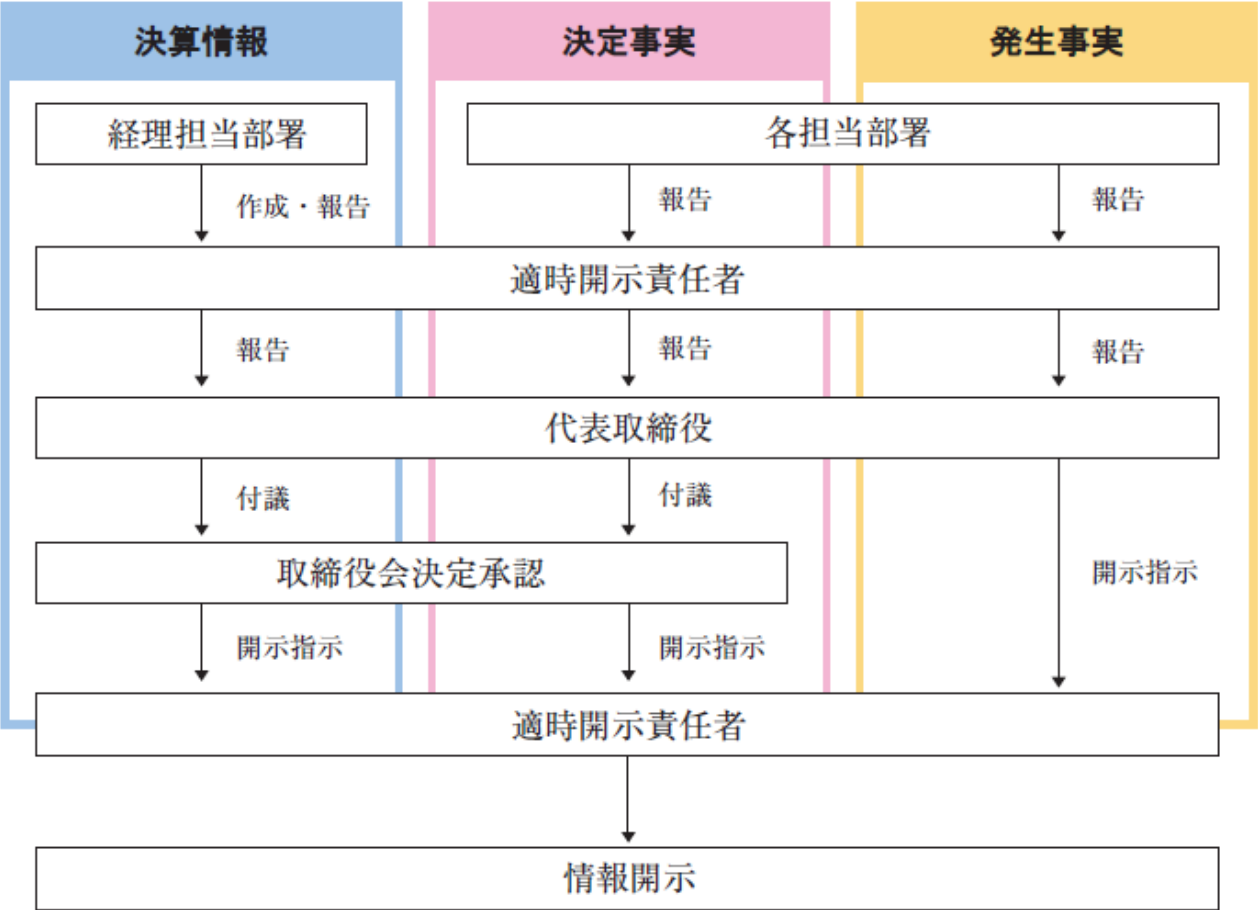 決算情報
決定事実
発生事実
経理担当部署
各担当部署
作成・報告
報告
報告
適時開示責任者
報告
報告
報告
代表取締役
付議
付議
取締役会決定承認
開示指示
開示指示
開示指示
適時開示責任者
情報開示